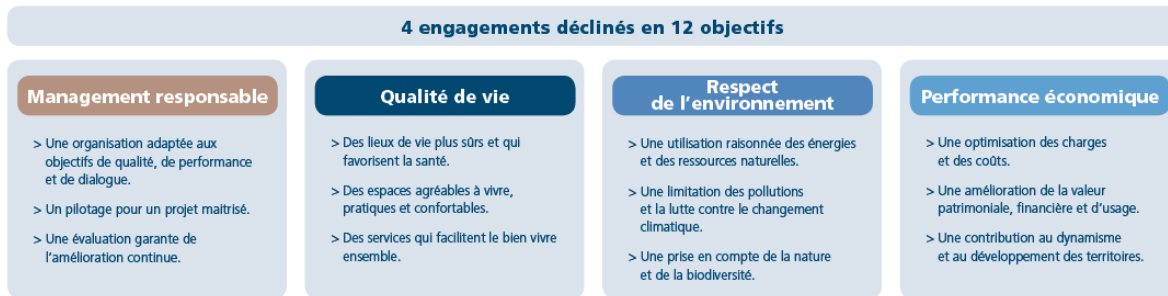 4 engagements déclinés en 12 objectifs
Management responsable
> Une organisation adaptée aux
objectifs de qualité, de performance
et de dialogue.
> Un pilotage pour un projet maitrisé.
> Une évaluation garante de
l'amélioration continue.
Qualité de vie
> Des lieux de vie plus sûrs et qui
favorisent la santé.
> Des espaces agréables à vivre,
pratiques et confortables.
> Des services qui facilitent le bien vivre
ensemble.
Respect
de l'environnement
> Une utilisation raisonnée des énergies
et des ressources naturelles.
> Une limitation des pollutions
et la lutte contre le changement
climatique.
> Une prise en compte de la nature
et de la biodiversité.
Performance économique
> Une optimisation des charges
et des coûts.
> Une amélioration de la valeur
patrimoniale, financière et d'usage.
> Une contribution au dynamisme
et au développement des territoires.